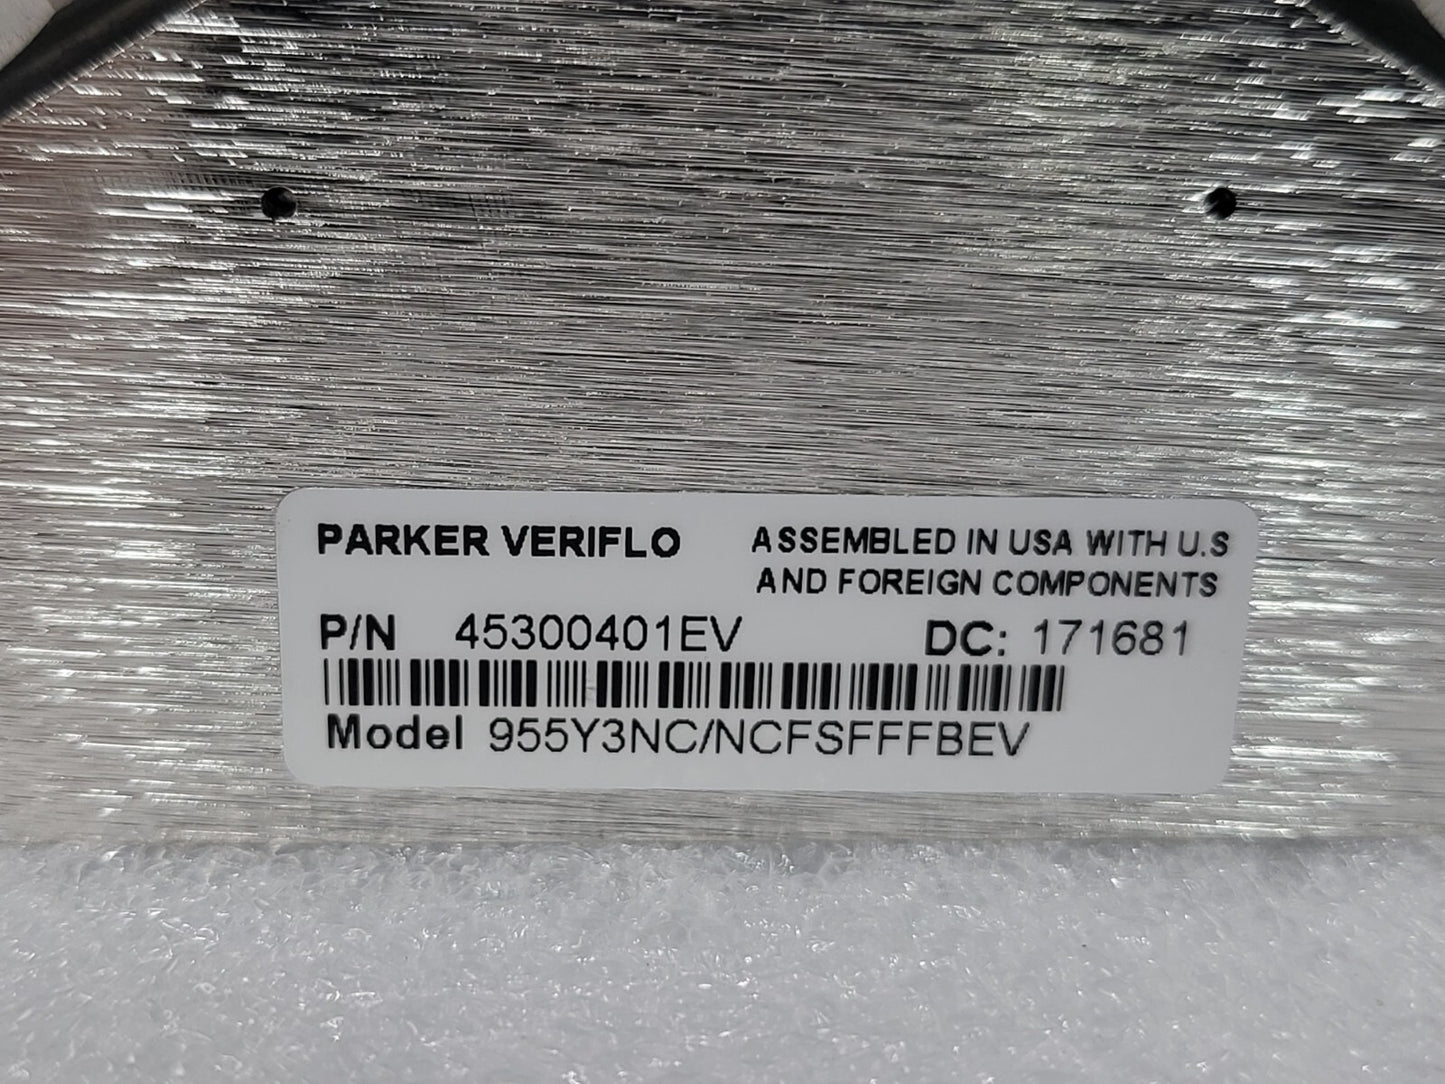 PARKER VERIFLO
ASSEMBLED IN USA WITH U.S
AND FOREIGN COMPONENTS
P/N 45300401EV DC: 171681
Model 955Y3NC/NCFSFFFBEV